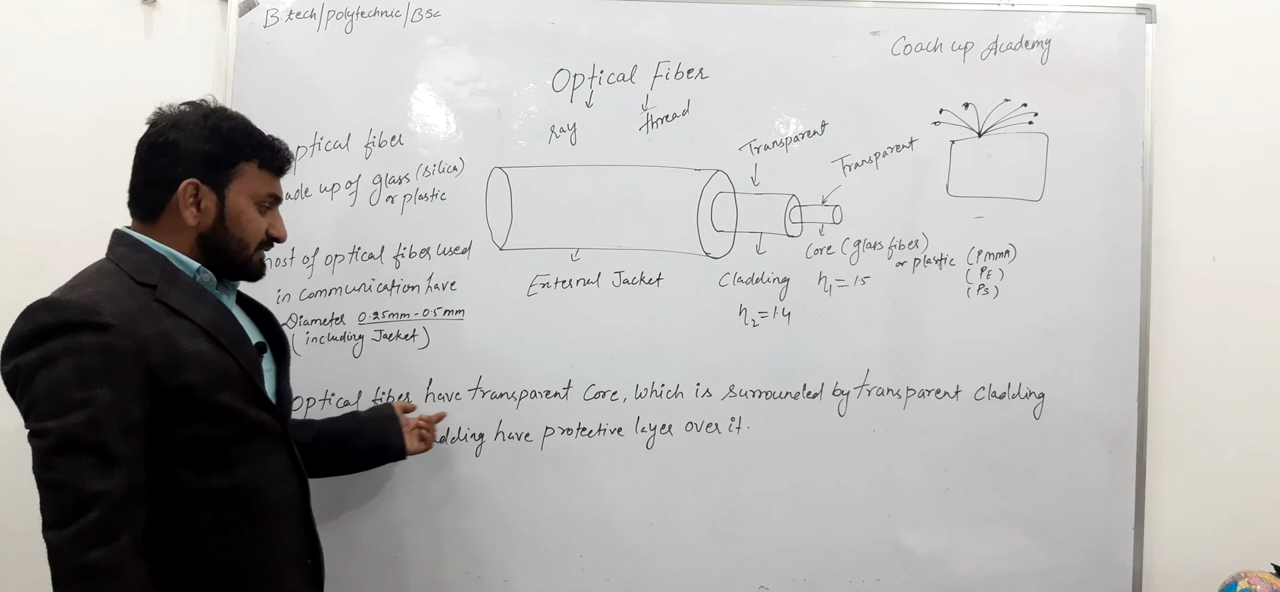 B.tech/polytechnic/BSc
Coach up Academy
Optical Fiber
ray
thread
ptical fiber
ade up of glass (silica)
or plastic
ost of optical fiber used
in communication have
Diameter 0.25mm - 0.5mm
(including Jacket)
Transparent
Transparent
External Jacket
Cladding
η₂ = 1.4
Core (glass fiber)
or plastic (PMMA)
(PE)
(PS)
η₁ = 1.5
Optical fiber have transparent Core, which is surrounded by transparent Cladding
dding have protective layer over it.